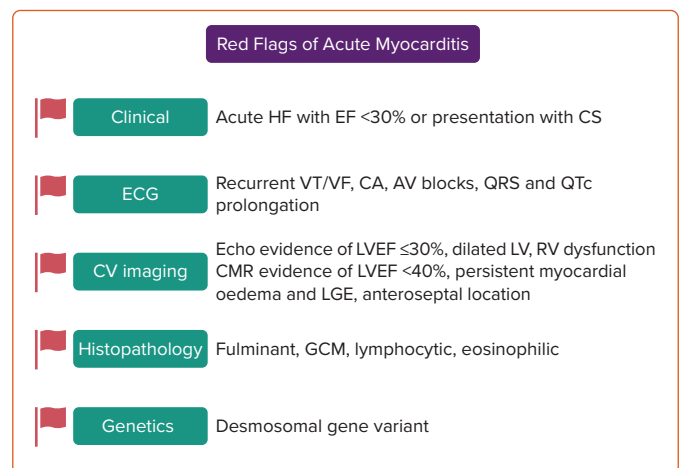 Red Flags of Acute Myocarditis
Clinical
Acute HF with EF <30% or presentation with CS
ECG
Recurrent VT/VF, CA, AV blocks, QRS and QTc
prolongation
CV imaging
Echo evidence of LVEF ≤30%, dilated LV, RV dysfunction
CMR evidence of LVEF <40%, persistent myocardial
oedema and LGE, anteroseptal location
Histopathology
Fulminant, GCM, lymphocytic, eosinophilic
Genetics
Desmosomal gene variant